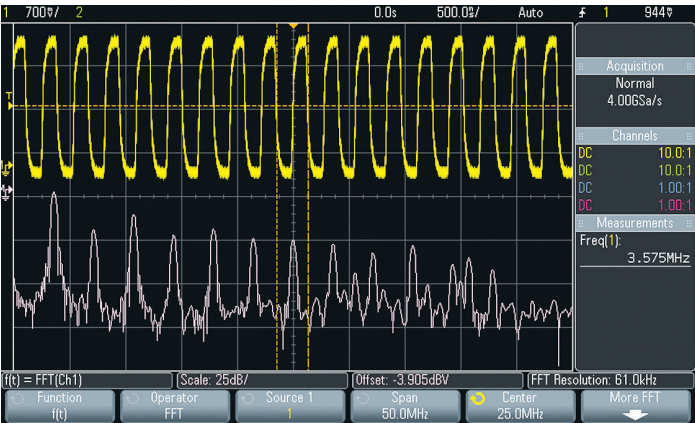 1 700▿/ 2 0.0s 500.0▿/ Auto 1 944▿
Acquisition
Normal
4.00GSa/s
Channels
DC 10.0:1
DC 10.0:1
DC 1.00:1
DC 1.00:1
Measurements
Freq(1):
3.575MHz
T
f(t) = FFT(Ch1) Scale: 25dB/ Offset: -3.905dBV FFT Resolution: 61.0kHz
Function Operator Source 1 Span Center More FFT
f(t) FFT 1 50.0MHz 25.0MHz